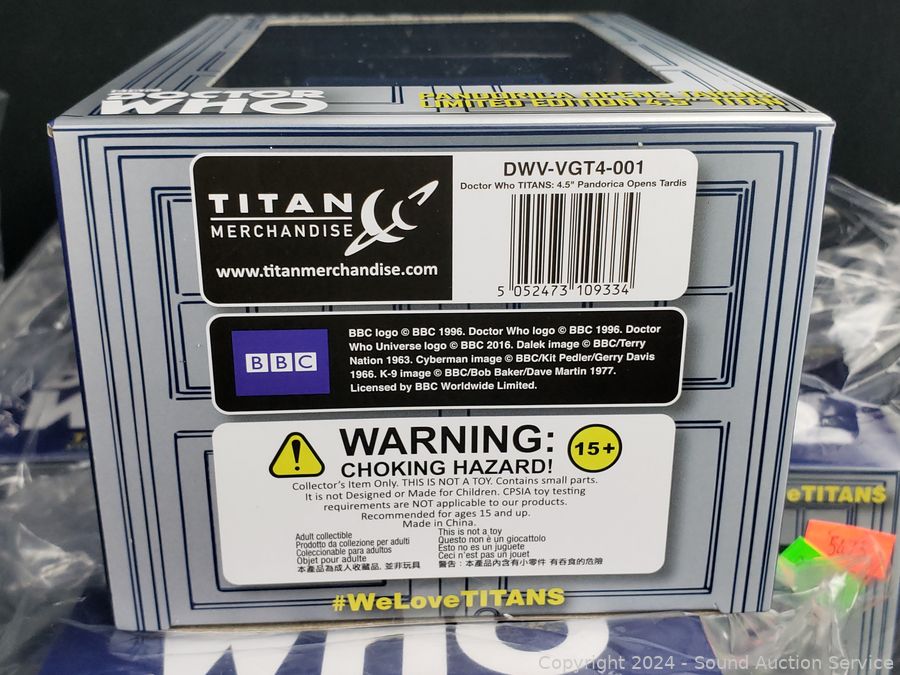 DOCTOR
WHO
PANDORICA OPENS TARDIS
LIMITED EDITION 4.5" TITAN
TITAN
MERCHANDISE
www.titanmerchandise.com
DWV-VGT4-001
Doctor Who TITANS: 4.5" Pandorica Opens Tardis
5 052473 109334
BBC
BBC logo © BBC 1996. Doctor Who logo © BBC 1996. Doctor
Who Universe logo © BBC 2016. Dalek image © BBC/Terry
Nation 1963. Cyberman image © BBC/Kit Pedler/Gerry Davis
1966. K-9 image © BBC/Bob Baker/Dave Martin 1977.
Licensed by BBC Worldwide Limited.
WARNING:
CHOKING HAZARD!
15+
Collector's Item Only. THIS IS NOT A TOY. Contains small parts.
It is not Designed or Made for Children. CPSIA toy testing
requirements are NOT applicable to our products.
Recommended for ages 15 and up.
Made in China.
Adult collectible
Prodotto da collezione per adulti
Coleccionable para adultos
Objet pour adulte
本產品為成人收藏品, 並非玩具
This is not a toy
Questo non è un giocattolo
Esto no es un juguete
Ceci n'est pas un jouet
警告：本產品內含有小零件 有吞食的危險
#WeLoveTITANS
eTITANS
WHO
Copyright 2024 - Sound Auction Service